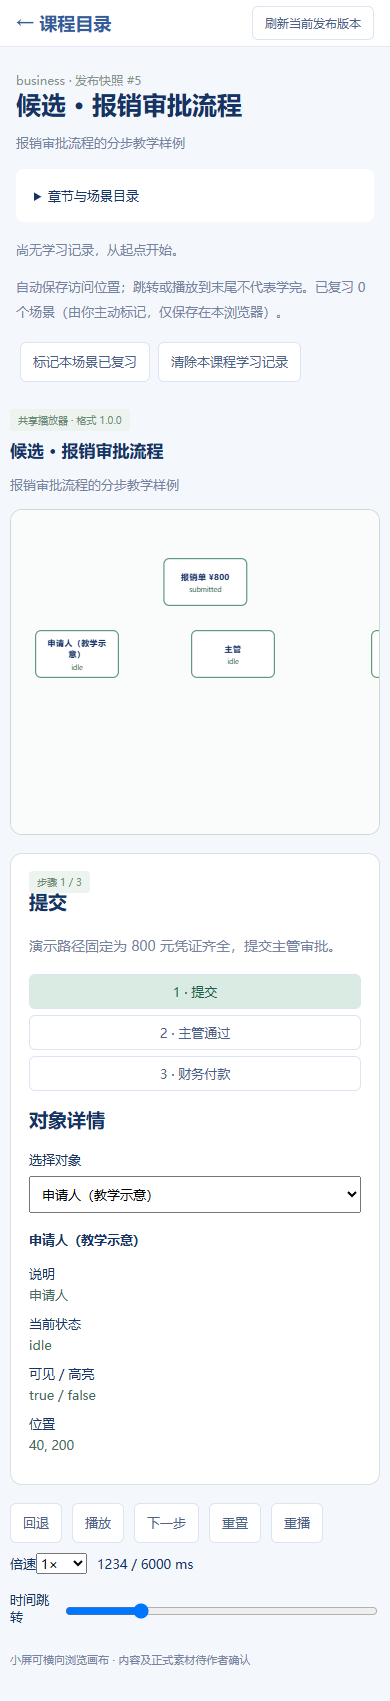 ← 课程目录
刷新当前发布版本
business · 发布快照 #5
候选 • 报销审批流程
报销审批流程的分步教学样例
▶ 章节与场景目录
尚无学习记录，从起点开始。
自动保存访问位置；跳转或播放到末尾不代表学完。已复习 0
个场景（由你主动标记，仅保存在本浏览器）。
标记本场景已复习
清除本课程学习记录
共享播放器 · 格式 1.0.0
候选 • 报销审批流程
报销审批流程的分步教学样例
报销单 ¥800
submitted
申请人（教学示
意）
idle
主管
idle
步骤 1 / 3
提交
演示路径固定为 800 元凭证齐全，提交主管审批。
1 · 提交
2 · 主管通过
3 · 财务付款
对象详情
选择对象
申请人（教学示意）
申请人（教学示意）
说明
申请人
当前状态
idle
可见 / 高亮
true / false
位置
40, 200
回退
播放
下一步
重置
重播
倍速 1× 1234 / 6000 ms
时间跳
转
小屏可横向浏览画布 · 内容及正式素材待作者确认